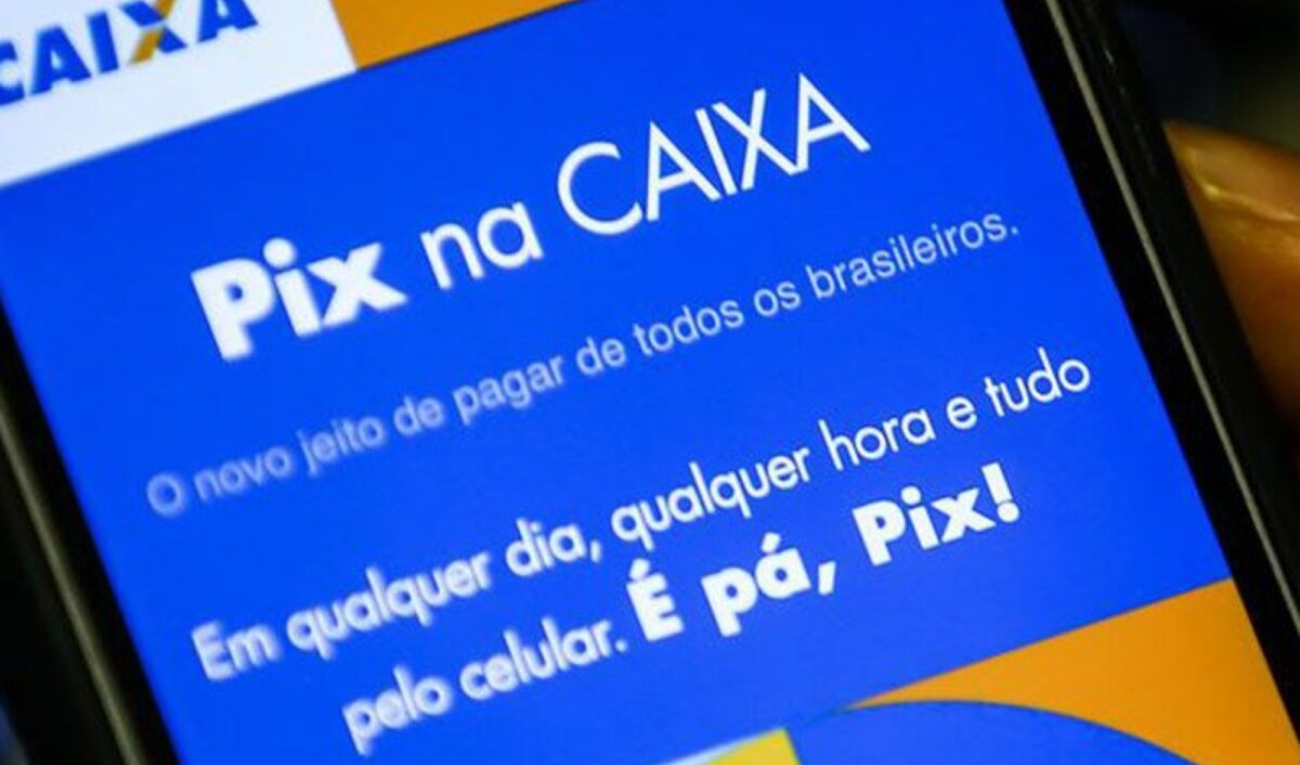 CAIXA
Pix na CAIXA
O novo jeito de pagar de todos os brasileiros.
Em qualquer dia, qualquer hora e tudo
pelo celular. É pá, Pix!